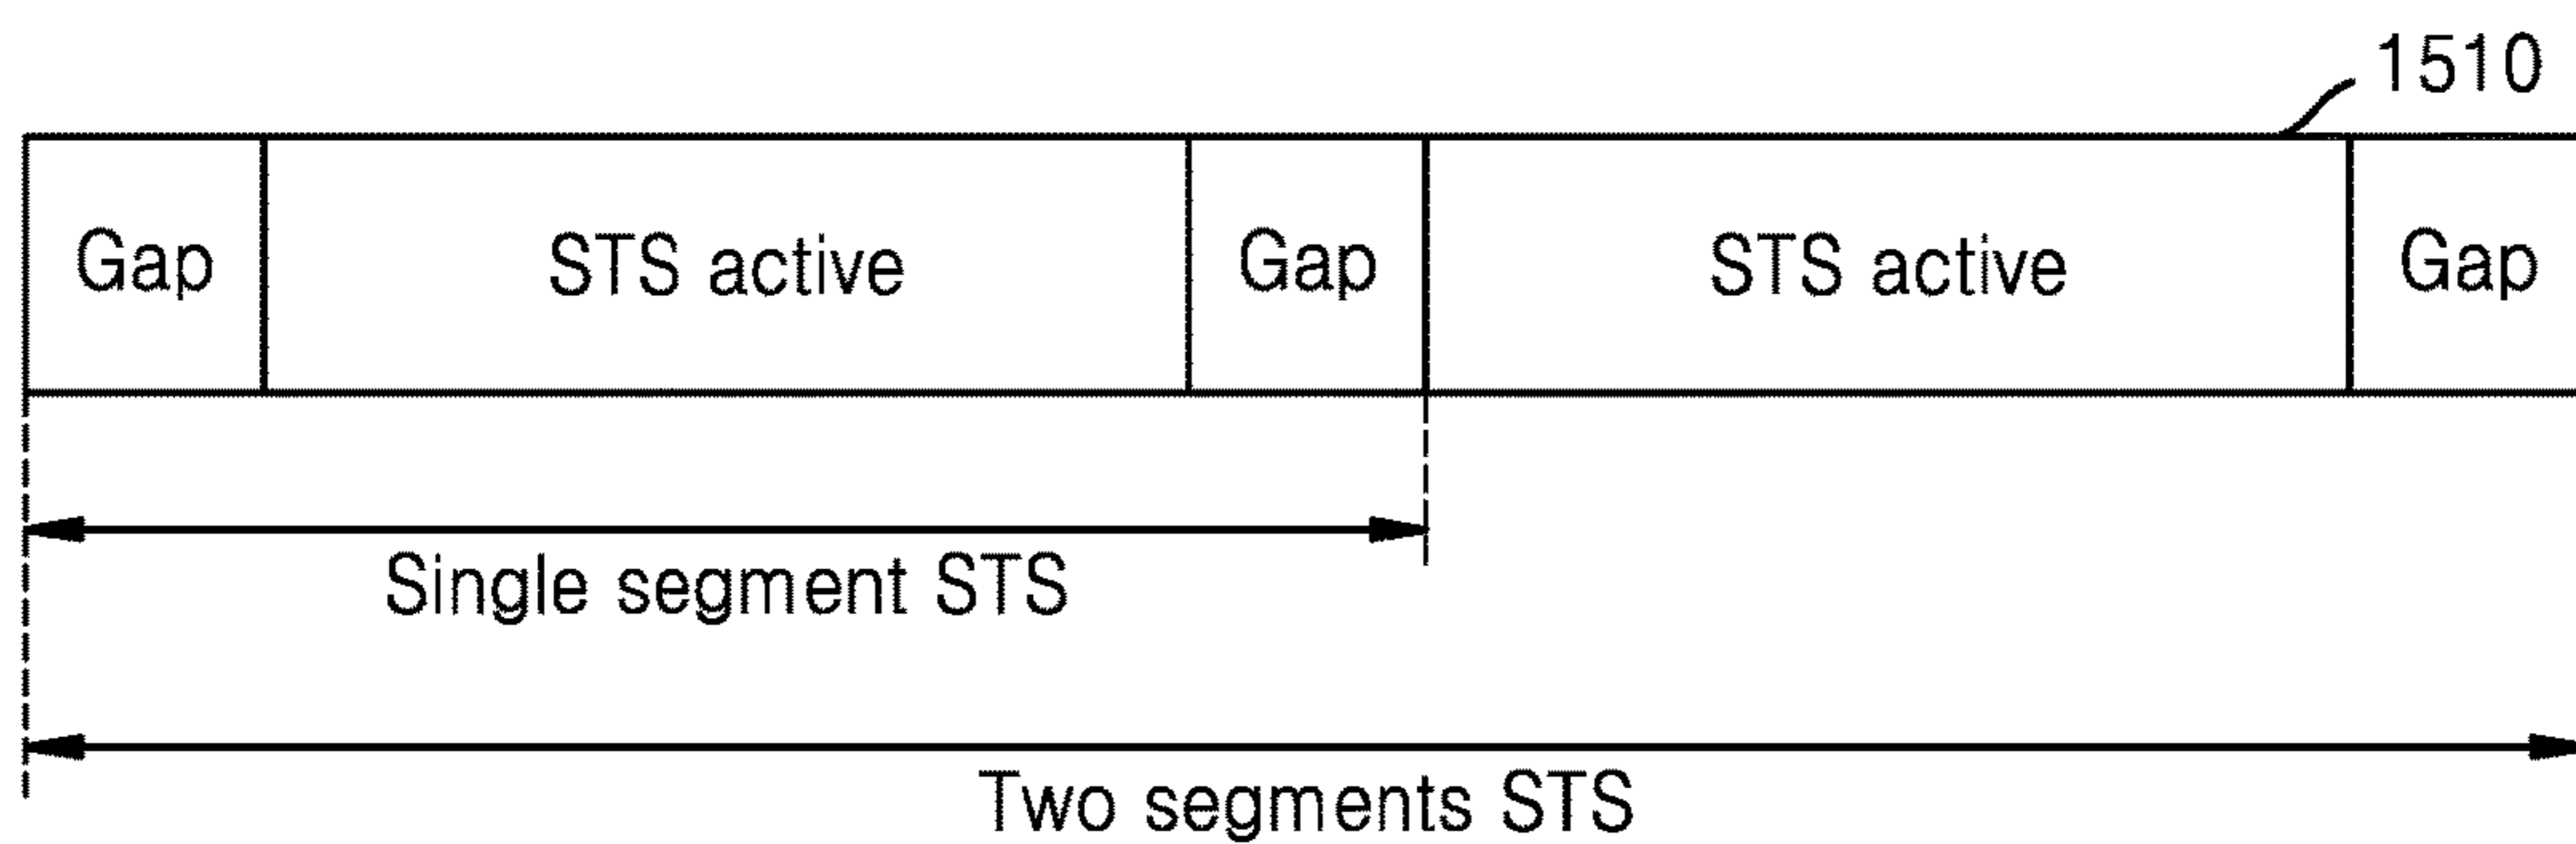 1510
Gap STS active Gap STS active Gap
Single segment STS
Two segments STS